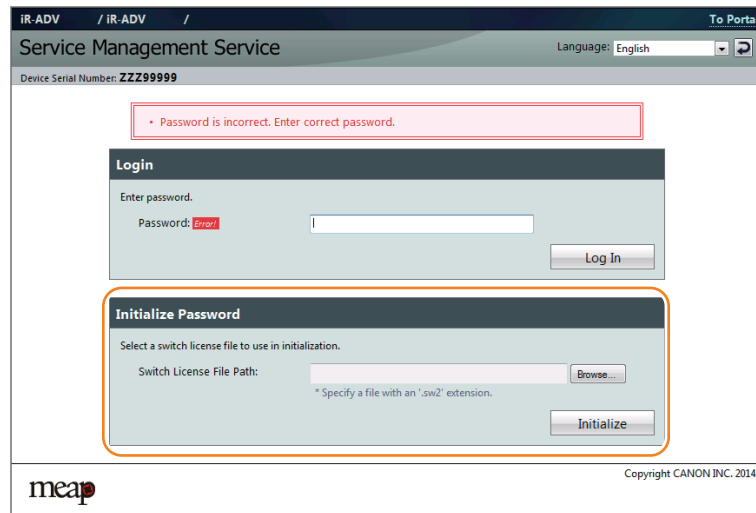 iR-ADV / iR-ADV / To Porta
Service Management Service Language: English
Device Serial Number: ZZZ99999
• Password is incorrect. Enter correct password.
Login
Enter password.
Password: Error!
Log In
Initialize Password
Select a switch license file to use in initialization.
Switch License File Path: Browse...
* Specify a file with an '.sw2' extension.
Initialize
Copyright CANON INC. 2014
meap